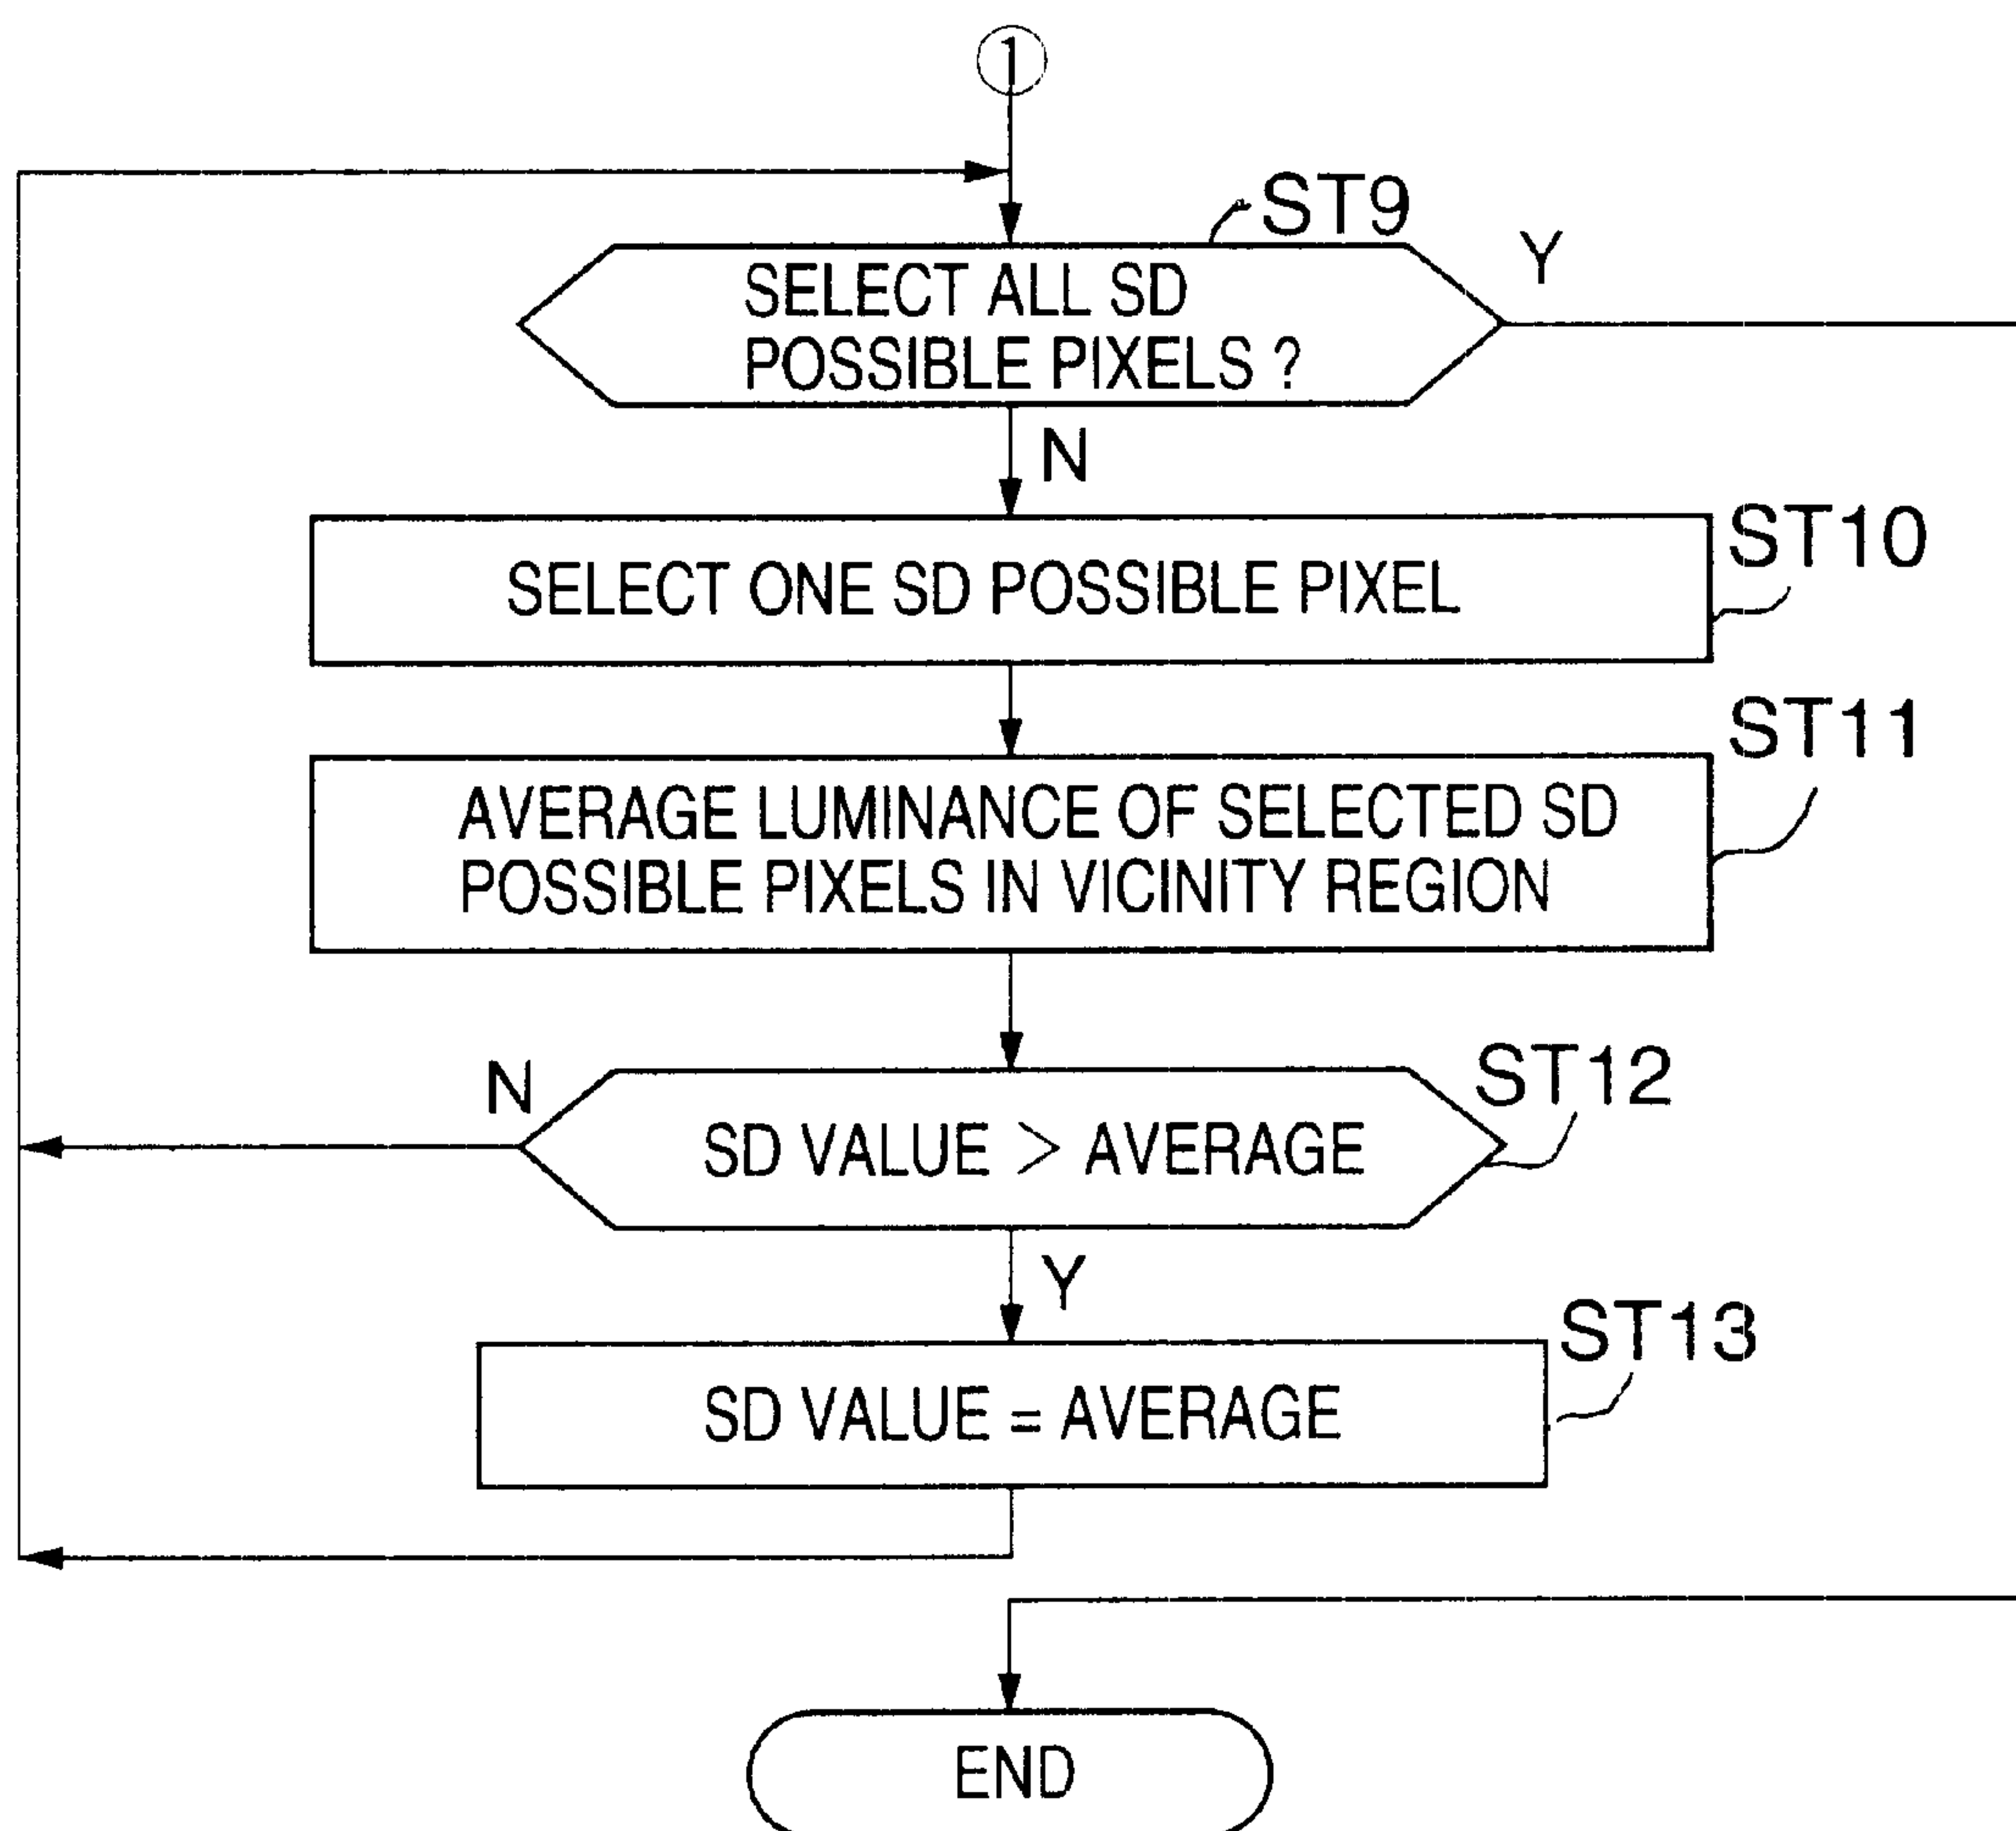 1
ST9
Y
SELECT ALL SD
POSSIBLE PIXELS ?
N
ST10
SELECT ONE SD POSSIBLE PIXEL
ST11
AVERAGE LUMINANCE OF SELECTED SD
POSSIBLE PIXELS IN VICINITY REGION
N
ST12
SD VALUE > AVERAGE
Y
ST13
SD VALUE = AVERAGE
END